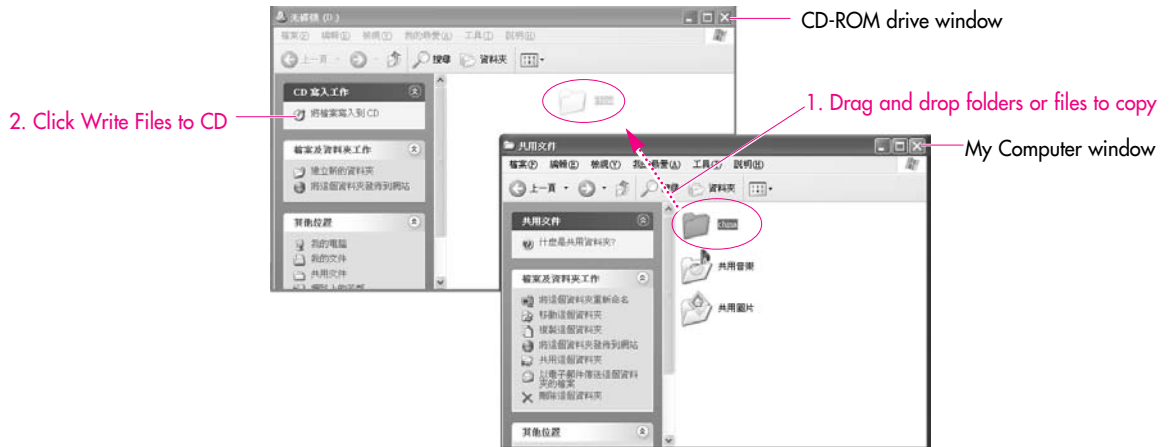 光碟機 (D:)
CD-ROM drive window
檔案(F) 編輯(E) 檢視(V) 我的最愛(A) 工具(T) 說明(H)
上一頁 搜尋 資料夾
CD 寫入工作
將檔案寫入到 CD
2. Click Write Files to CD
1. Drag and drop folders or files to copy
檔案及資料夾工作
建立新的資料夾
將這個資料夾發佈到網站
其他位置
我的電腦
我的文件
共用文件
共用文件
My Computer window
檔案(F) 編輯(E) 檢視(V) 我的最愛(A) 工具(T) 說明(H)
上一頁 搜尋 資料夾
共用文件
什麼是共用資料夾?
檔案及資料夾工作
將這個資料夾重新命名
移動這個資料夾
複製這個資料夾
將這個資料夾發佈到網站
共用這個資料夾
以電子郵件傳送這個資料
夾的檔案
刪除這個資料夾
其他位置
共用音樂
共用圖片